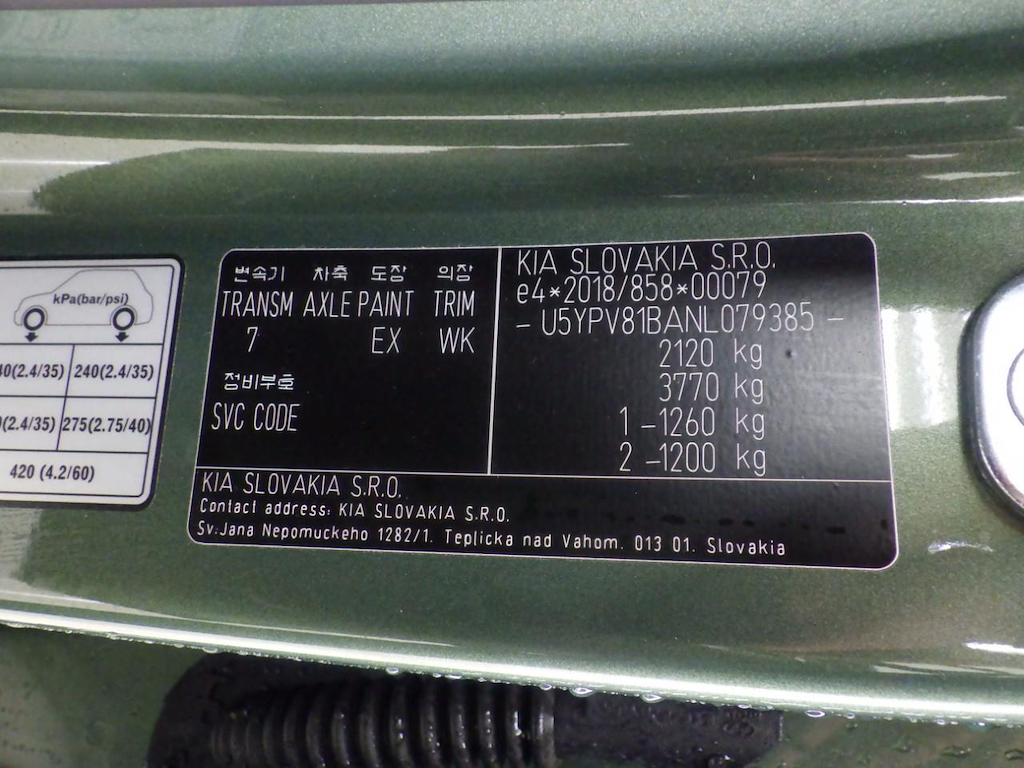 kPa(bar/psi)
240(2.4/35)
(2.4/35) 275(2.75/40)
420 (4.2/60)
변속기 차축 도장 의장
TRANSM AXLE PAINT TRIM
7 EX WK
정비부호
SVC CODE
KIA SLOVAKIA S.R.O.
e4*2018/858*00079
- U5YPV81BANL079385 -
2120 kg
3770 kg
1 -1260 kg
2 -1200 kg
KIA SLOVAKIA S.R.O.
Contact address: KIA SLOVAKIA S.R.O.
Sv.Jana Nepomuckeho 1282/1. Teplicka nad Vahom. 013 01. Slovakia